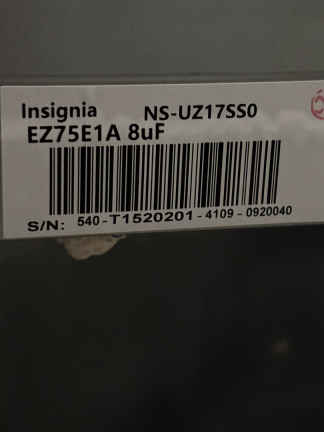 Insignia NS-UZ17SS0
EZ75E1A 8uF
S/N: 540-T1520201-4109-0920040